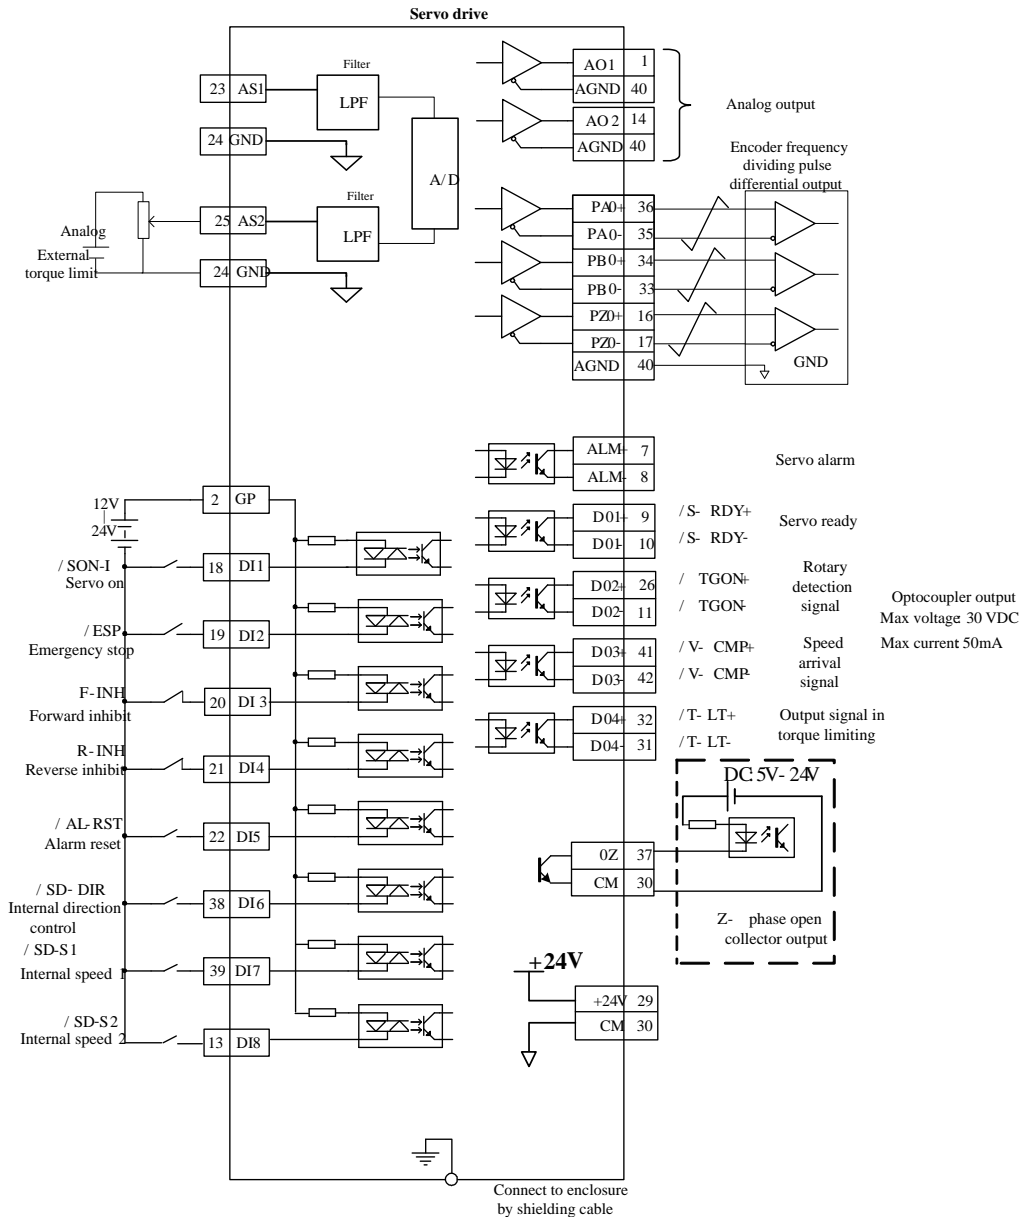 Servo drive
23 AS1
Filter
LPF
24 GND
A/D
Filter
25 AS2
LPF
24 GND
Analog
External
torque limit
AO1 1
AGND 40
AO 2 14
AGND 40
Analog output
Encoder frequency
dividing pulse
differential output
PA0+ 36
PA0- 35
PB0+ 34
PB0- 33
PZ0+ 16
PZ0- 17
AGND 40
GND
ALM+ 7
ALM- 8
Servo alarm
D01+ 9
D01- 10
/S- RDY+
/S- RDY-
Servo ready
D02+ 26
D02- 11
/ TGON+
/ TGON-
Rotary
detection
signal
Optocoupler output
Max voltage: 30 VDC
Max current 50mA
D03+ 41
D03- 42
/V- CMP+
/V- CMP-
Speed
arrival
signal
D04+ 32
D04- 31
/T- LT+
/T- LT-
Output signal in
torque limiting
2 GP
12V
24V
/SON-I
Servo on
18 DI1
/ESP
Emergency stop
19 DI2
F-INH
Forward inhibit
20 DI 3
R-INH
Reverse inhibit
21 DI4
/AL-RST
Alarm reset
22 DI5
/SD- DIR
Internal direction
control
38 DI6
/SD-S1
Internal speed 1
39 DI7
/SD-S2
Internal speed 2
13 DI8
DC:5V-24V
0Z 37
CM 30
Z- phase open
collector output
+24V
+24V 29
CM 30
Connect to enclosure
by shielding cable